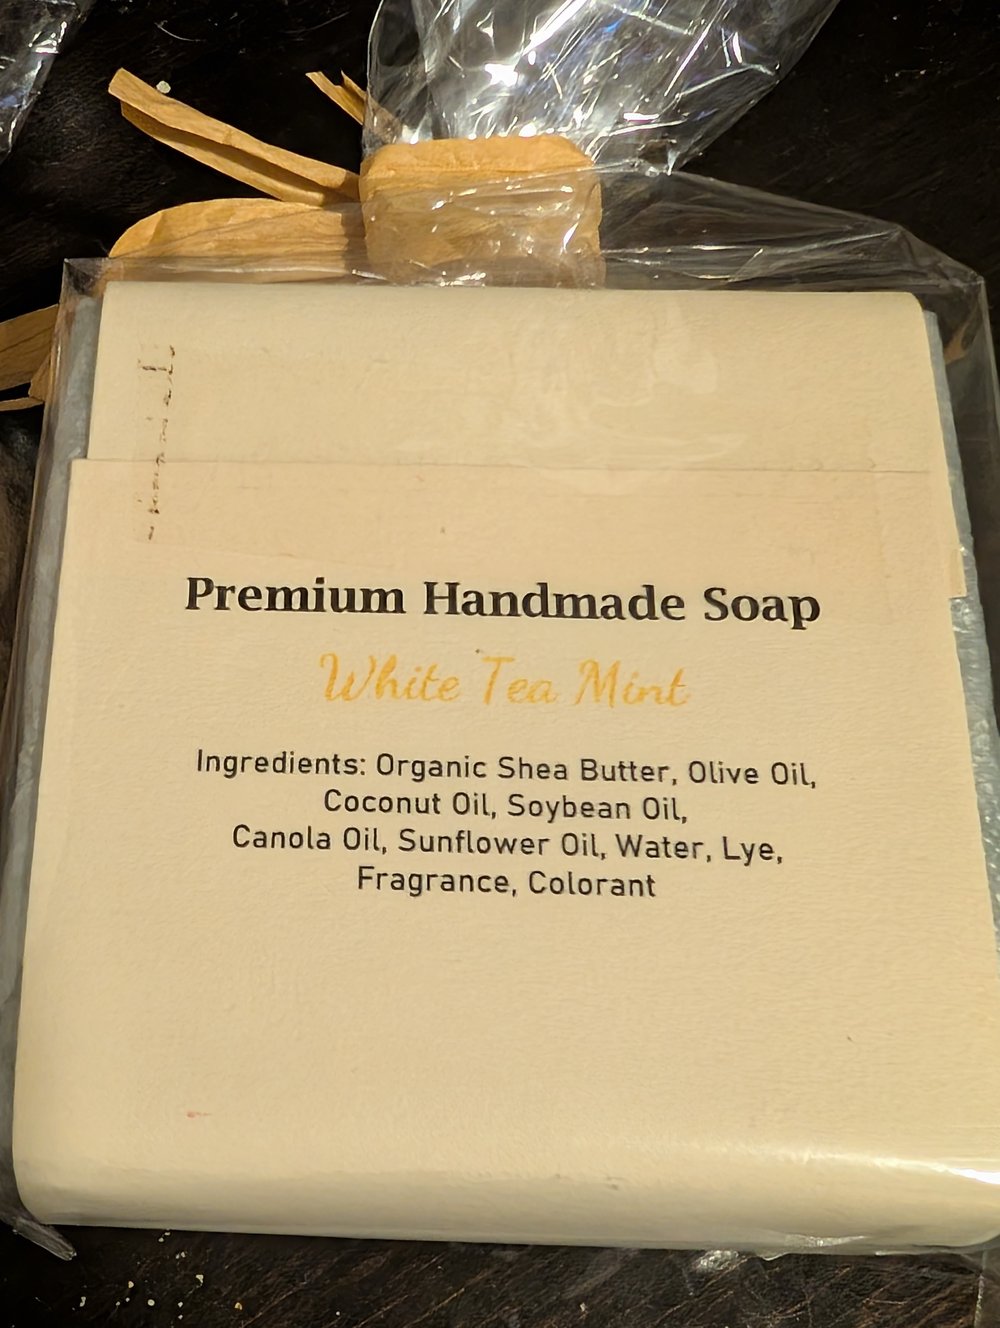 Premium Handmade Soap
White Tea Mint
Ingredients: Organic Shea Butter, Olive Oil,
Coconut Oil, Soybean Oil,
Canola Oil, Sunflower Oil, Water, Lye,
Fragrance, Colorant